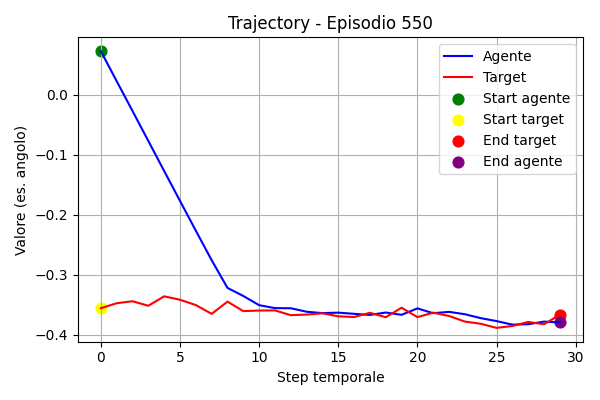 Trajectory - Episodio 550
Valore (es. angolo)
0.0
−0.1
−0.2
−0.3
−0.4
0
5
10
15
20
25
30
Step temporale
Agente
Target
Start agente
Start target
End target
End agente